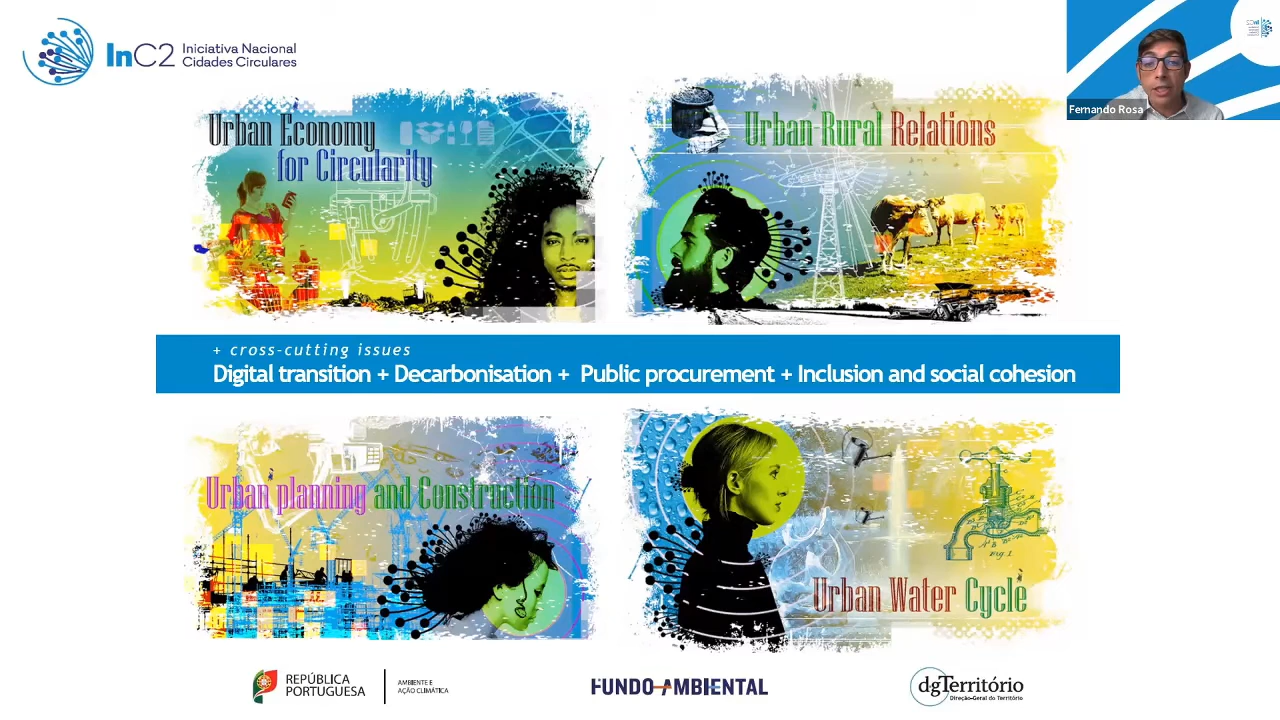 InC2 Iniciativa Nacional
Cidades Circulares
Fernando Rosa
Urban Economy
for Circularity
Urban Rural Relations
+ cross-cutting issues
Digital transition + Decarbonisation + Public procurement + Inclusion and social cohesion
Urban planning and Construction
Fig. 1
Urban Water Cycle
REPÚBLICA
PORTUGUESA
AMBIENTE E
AÇÃO CLIMÁTICA
FUNDO AMBIENTAL
dgTerritório
Direção-Geral do Território